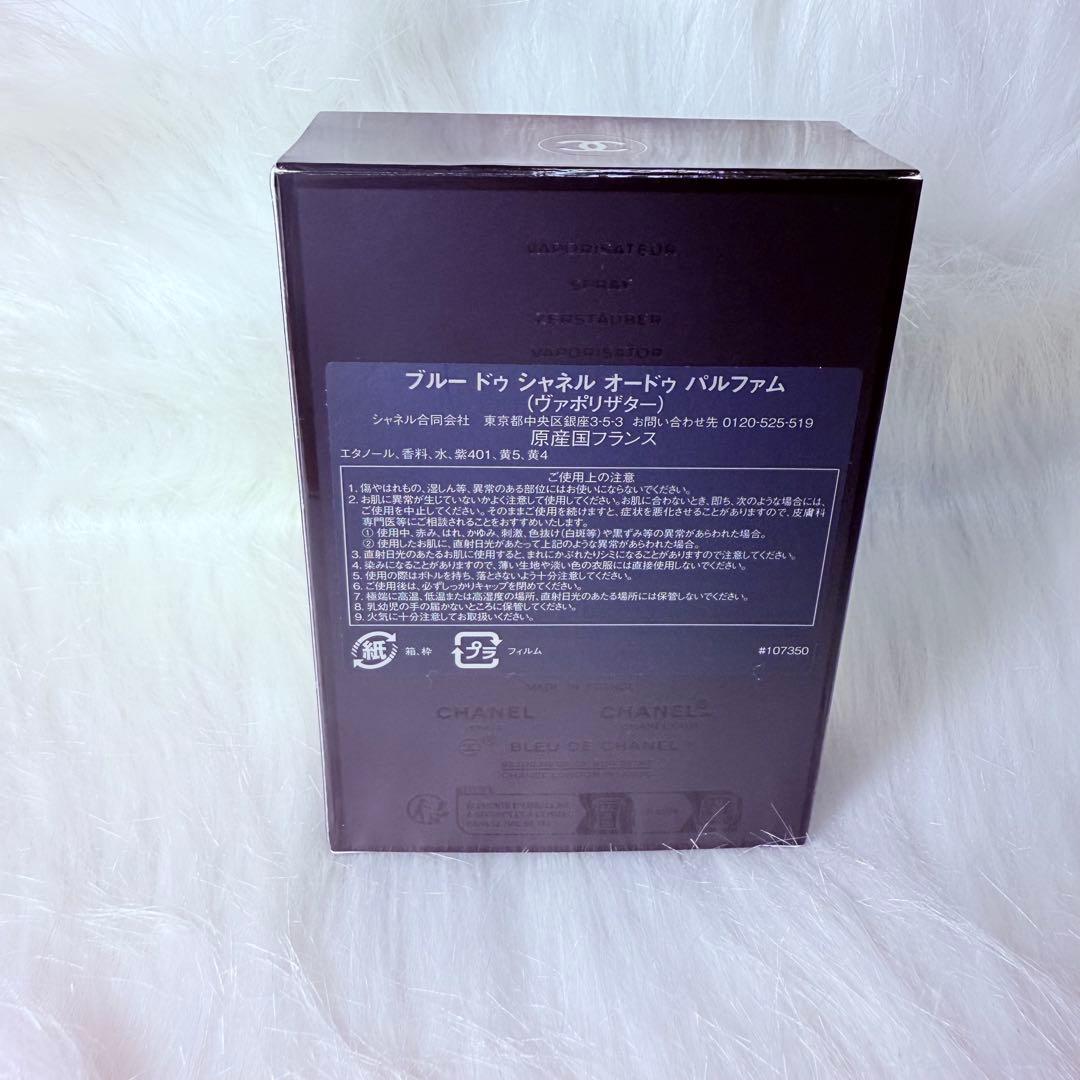 VAPORISATEUR
SPRAY
ZERSTÄUBER
VAPORISATOR
ブルー ドゥ シャネル オードゥ パルファム
(ヴァポリザター)
シャネル合同会社 東京都中央区銀座3-5-3 お問い合わせ先 0120-525-519
原産国フランス
エタノール、香料、水、紫401、黄5、黄4
ご使用上の注意
1. 傷やはれもの、湿しん等、異常のある部位にはお使いにならないでください。
2. お肌に異常が生じていないかよく注意して使用してください。お肌に合わないとき、即ち、次のような場合には、
ご使用を中止してください。そのまま使用を続けますと、症状を悪化させることがありますので、皮膚科
専門医等にご相談されることをおすすめいたします。
① 使用中、赤み、はれ、かゆみ、刺激、色抜け(白斑等)や黒ずみ等の異常があらわれた場合。
② 使用したお肌に、直射日光があたって上記のような異常があらわれた場合。
3. 直射日光のあたるお肌に使用すると、まれにかぶれたりシミになることがありますので注意してください。
4. 染みになることがありますので、薄い生地や淡い色の衣服には直接使用しないでください。
5. 使用の際はボトルを持ち、落とさないよう十分注意してください。
6. ご使用後は、必ずしっかりキャップを閉めてください。
7. 極端に高温、低温または高湿度の場所、直射日光のあたる場所には保管しないでください。
8. 乳幼児の手の届かないところに保管してください。
9. 火気に十分注意してお取扱いください。
紙 箱、枠 プラ フィルム #107350
MADE IN FRANCE
CHANEL CHANEL
BLEU DE CHANEL